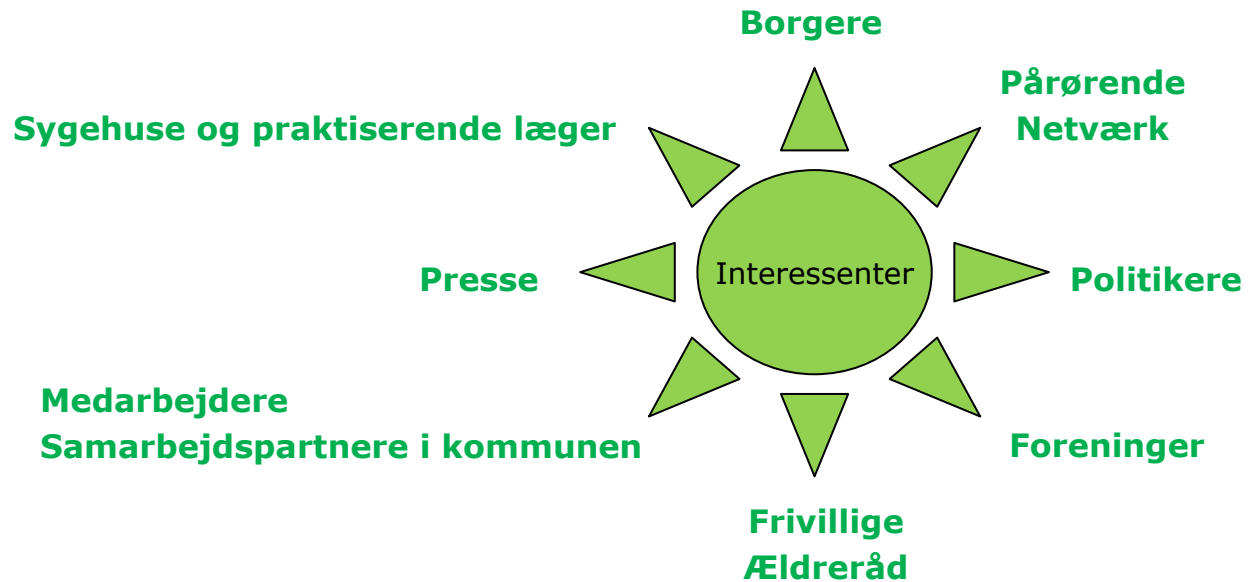 Borgere
Pårørende
Netværk
Sygehuse og praktiserende læger
Presse
Interessenter
Politikere
Medarbejdere
Samarbejdspartnere i kommunen
Foreninger
Frivillige
Ældreråd